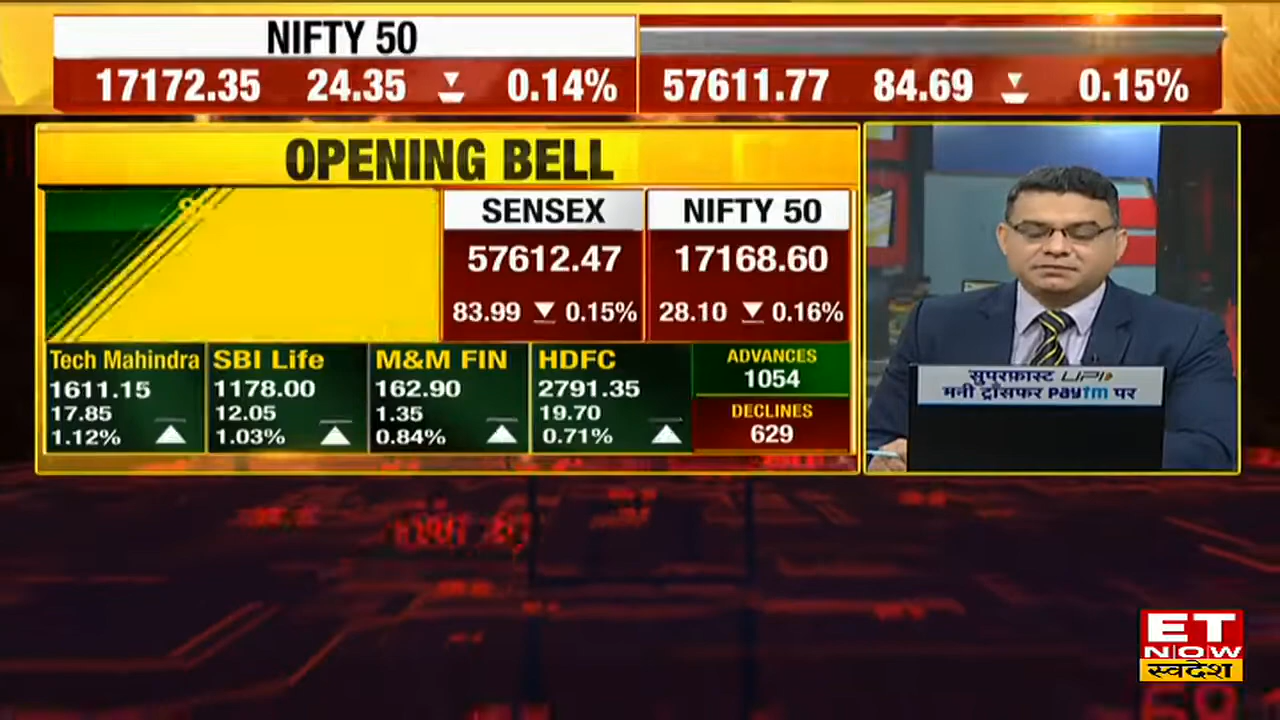 NIFTY 50
17172.35 24.35 0.14%
57611.77 84.69 0.15%
OPENING BELL
SENSEX
57612.47
83.99 0.15%
NIFTY 50
17168.60
28.10 0.16%
Tech Mahindra
1611.15
17.85
1.12%
SBI Life
1178.00
12.05
1.03%
M&M FIN
162.90
1.35
0.84%
HDFC
2791.35
19.70
0.71%
ADVANCES
1054
DECLINES
629
सुपरफ़ास्ट UPI
मनी ट्राँसफर paytm पर
ET
NOW
स्वदेश